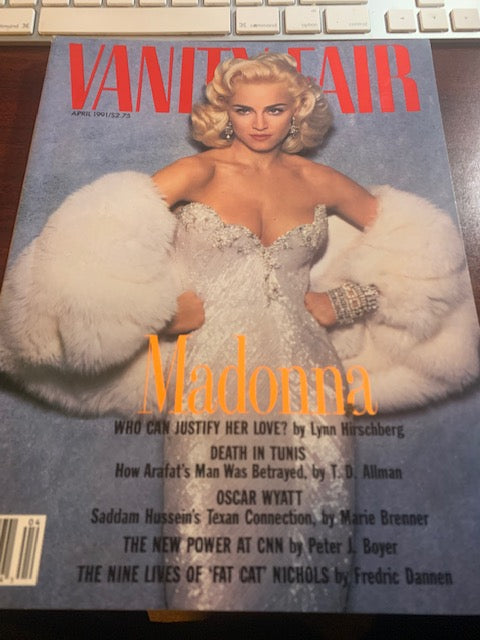 VANITY FAIR
APRIL 1991/$2.75
Madonna
WHO CAN JUSTIFY HER LOVE? by Lynn Hirschberg
DEATH IN TUNIS
How Arafat's Man Was Betrayed, by T. D. Allman
OSCAR WYATT
Saddam Hussein's Texan Connection, by Marie Brenner
THE NEW POWER AT CNN by Peter J. Boyer
THE NINE LIVES OF 'FAT CAT' NICHOLS by Fredric Dannen
04